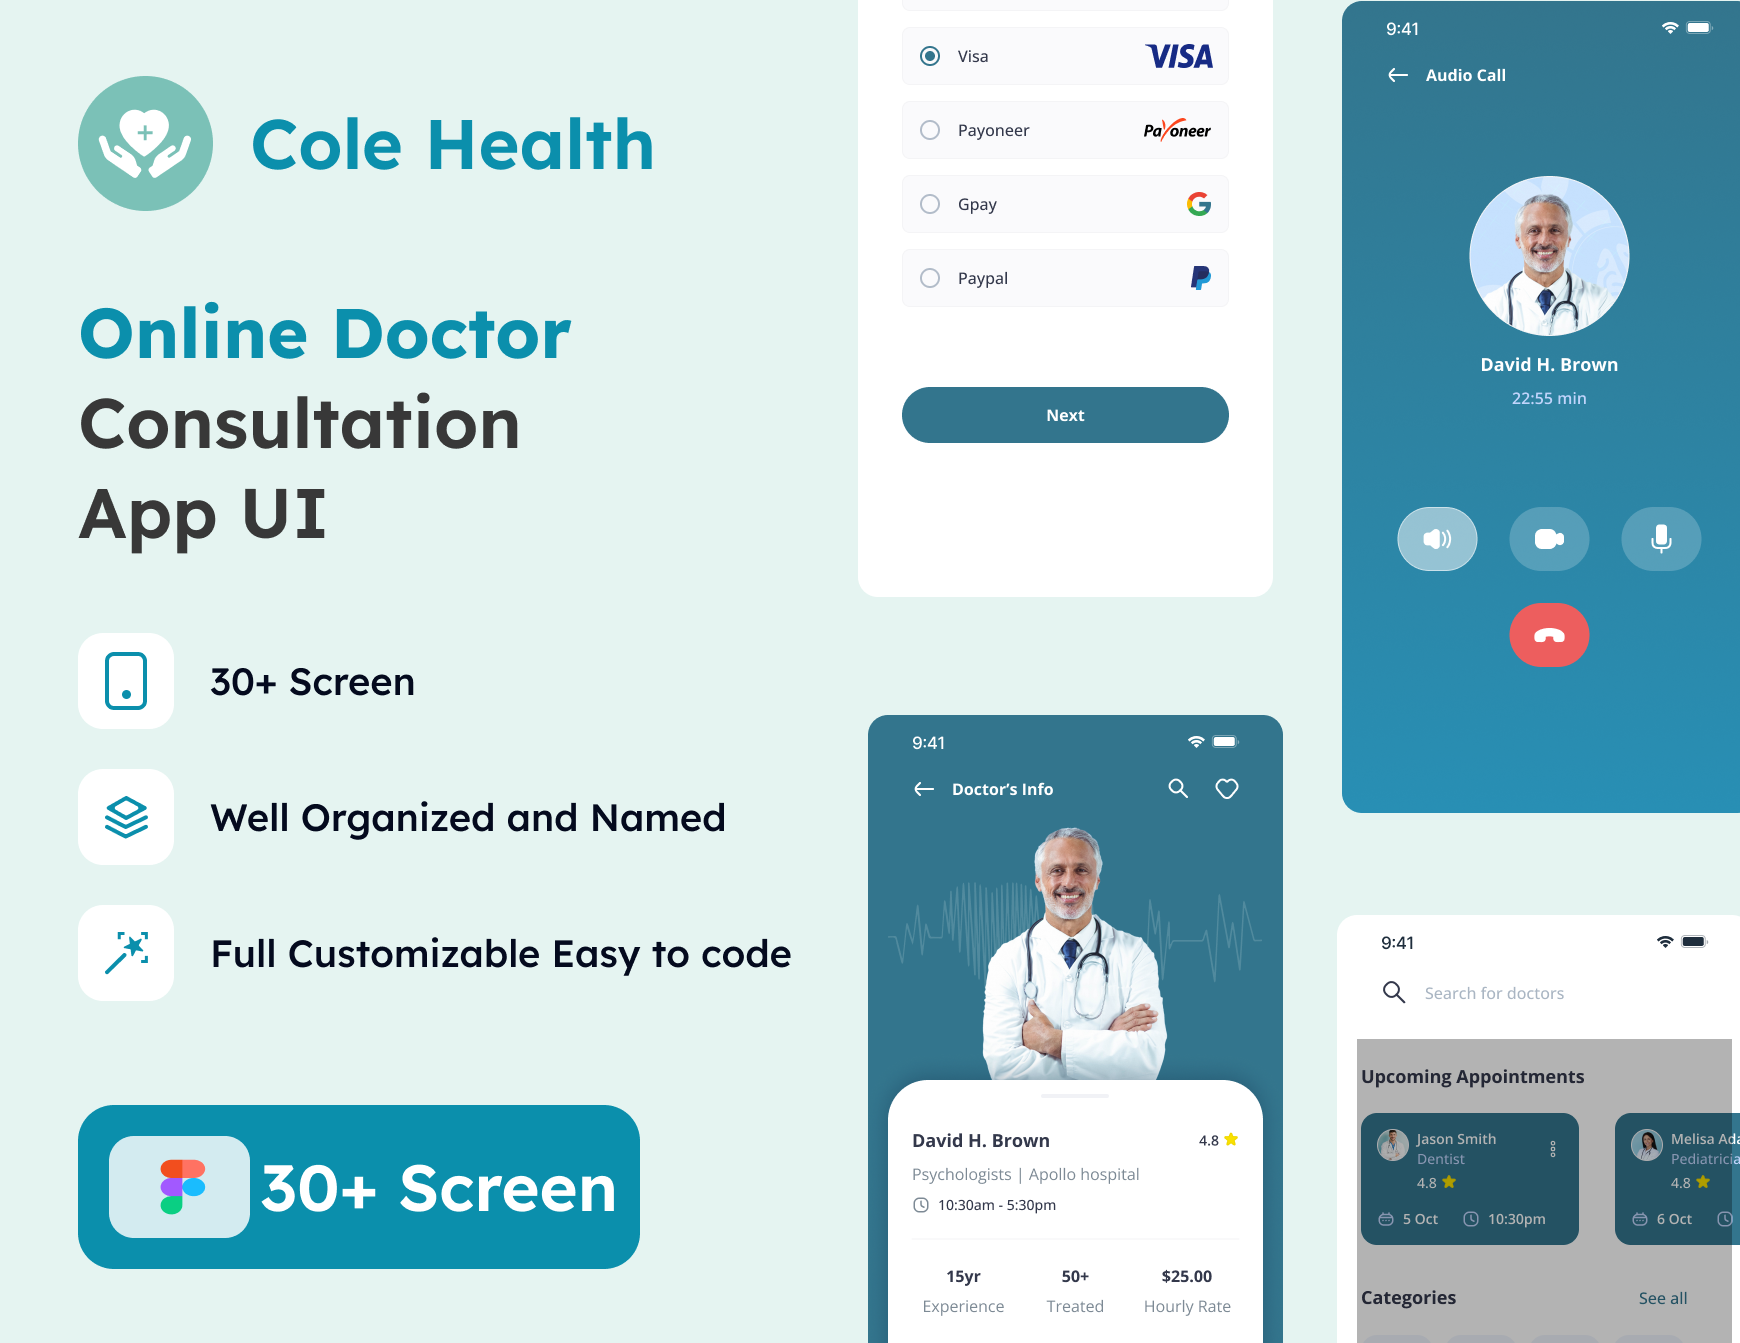 Cole Health
Online Doctor
Consultation
App UI
30+ Screen
Well Organized and Named
Full Customizable Easy to code
30+ Screen
Visa
VISA
Payoneer
Payoneer
Gpay
G
Paypal
Next
9:41
Doctor's Info
David H. Brown
4.8
Psychologists | Apollo hospital
10:30am - 5:30pm
15yr
50+
$25.00
Experience
Treated
Hourly Rate
9:41
Audio Call
David H. Brown
22:55 min
9:41
Search for doctors
Upcoming Appointments
Jason Smith
Dentist
4.8
5 Oct
10:30pm
Melisa Ada
Pediatricia
4.8
6 Oct
Categories
See all